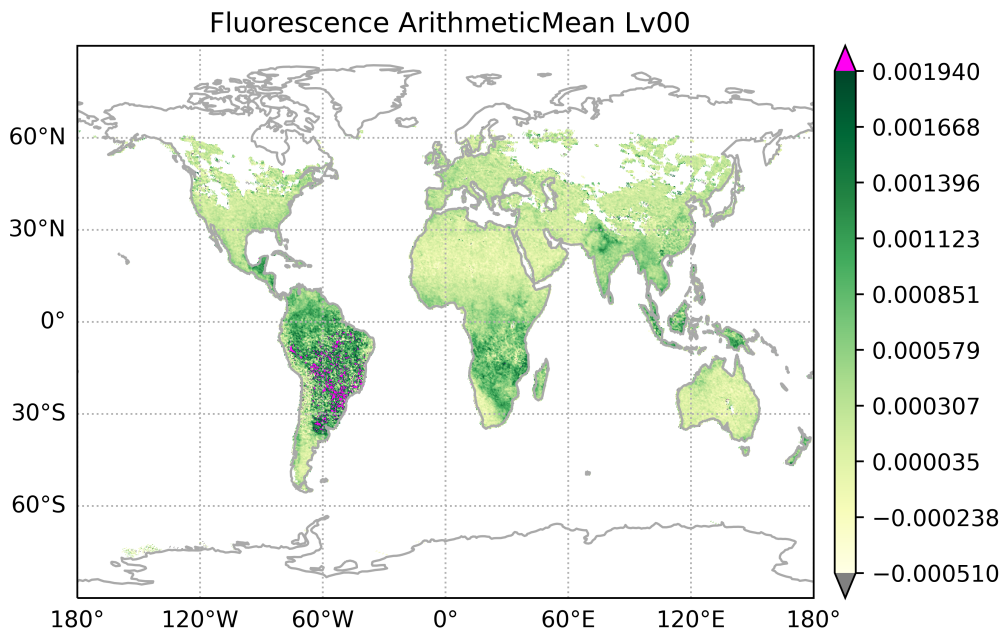 Fluorescence ArithmeticMean Lv00
60°N
30°N
0°
30°S
60°S
180°
120°W
60°W
0°
60°E
120°E
180°
0.001940
0.001668
0.001396
0.001123
0.000851
0.000579
0.000307
0.000035
−0.000238
−0.000510